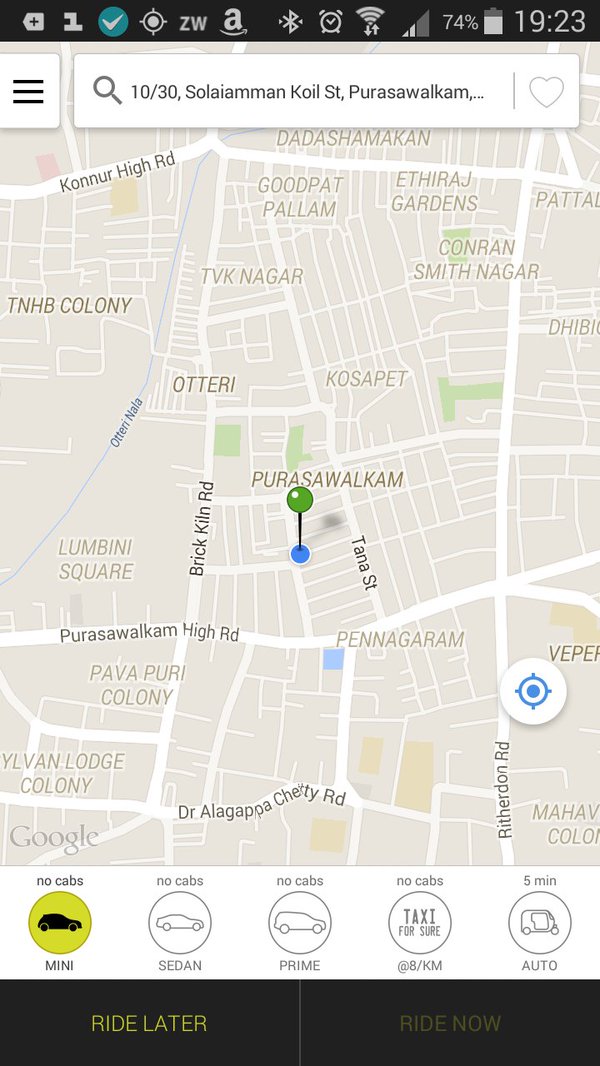 zw
a
74%
19:23
10/30, Solaiamman Koil St, Purasawalkam,...
DADASHAMAKAN
Konnur High Rd
GOODPAT
PALLAM
ETHIRAJ
GARDENS
PATTAL
CONRAN
SMITH NAGAR
TVK NAGAR
TNHB COLONY
DHIBIC
OTTERI
KOSAPET
Otteri Nala
PURASAWALKAM
Brick Kiln Rd
Tana St
LUMBINI
SQUARE
Purasawalkam High Rd
PENNAGARAM
VEPER
PAVA PURI
COLONY
SYLVAN LODGE
COLONY
Ritherdon Rd
Dr Alagappa Chetty Rd
MAHAV
COLON
Google
no cabs
no cabs
no cabs
no cabs
5 min
TAXI
FOR SURE
MINI
SEDAN
PRIME
@8/KM
AUTO
RIDE LATER
RIDE NOW